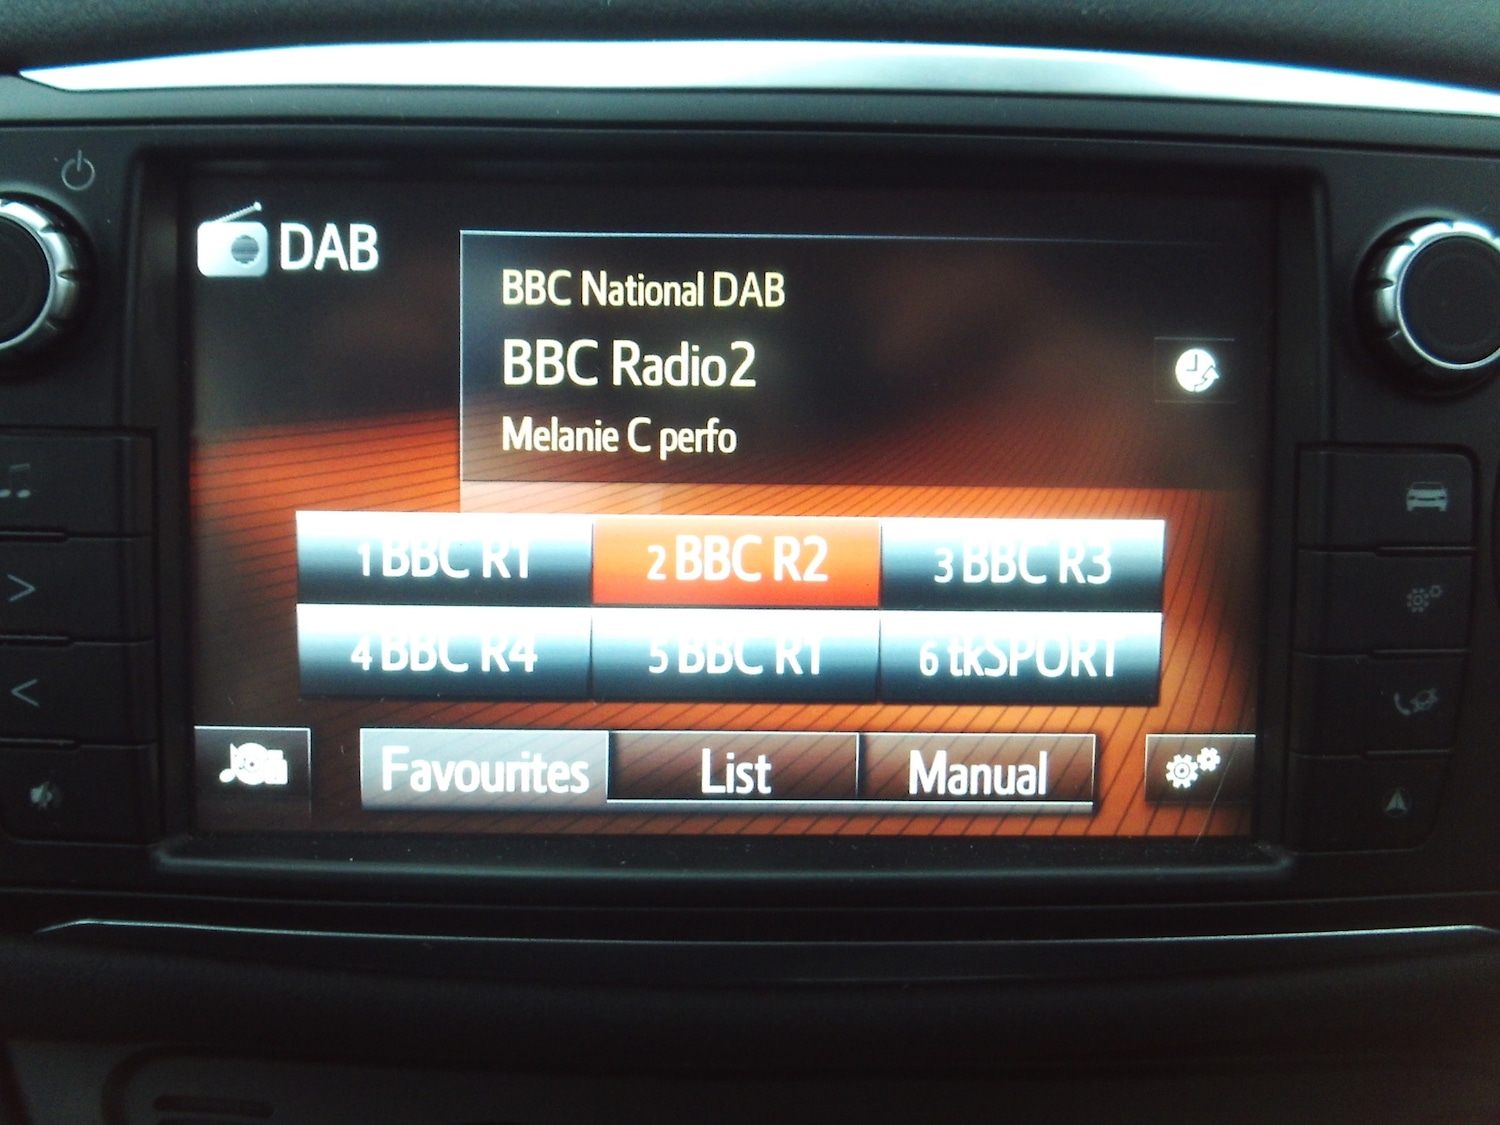 DAB
BBC National DAB
BBC Radio2
Melanie C perfo
1 BBC R1 2 BBC R2 3 BBC R3
4 BBC R4 5 BBC R1 6 tkSPORT
Favourites List Manual